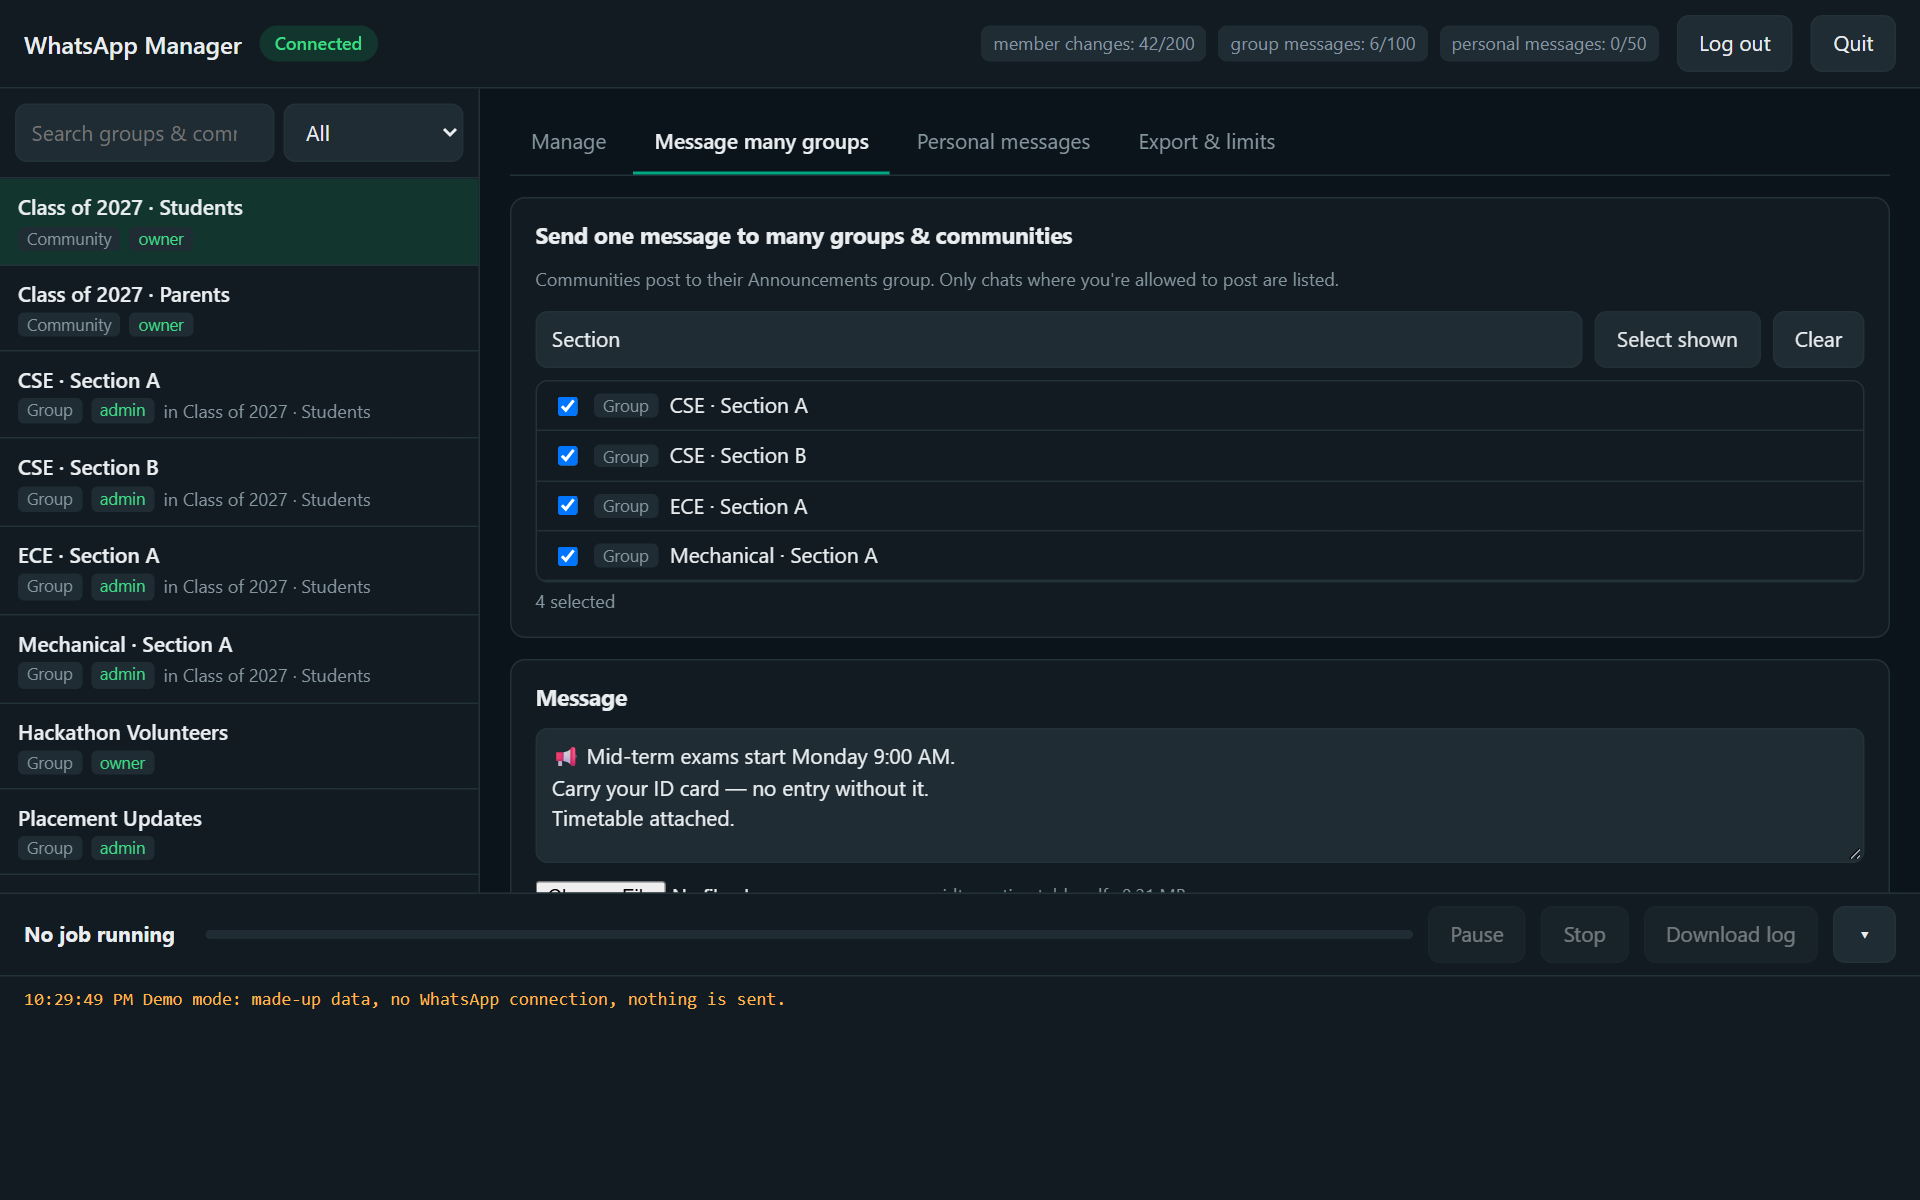 WhatsApp Manager
Connected
member changes: 42/200
group messages: 6/100
personal messages: 0/50
Log out
Quit
Search groups & comm
All
Class of 2027 · Students
Community owner
Class of 2027 · Parents
Community owner
CSE · Section A
Group admin in Class of 2027 · Students
CSE · Section B
Group admin in Class of 2027 · Students
ECE · Section A
Group admin in Class of 2027 · Students
Mechanical · Section A
Group admin in Class of 2027 · Students
Hackathon Volunteers
Group owner
Placement Updates
Group admin
Manage
Message many groups
Personal messages
Export & limits
Send one message to many groups & communities
Communities post to their Announcements group. Only chats where you're allowed to post are listed.
Section
Select shown
Clear
Group CSE · Section A
Group CSE · Section B
Group ECE · Section A
Group Mechanical · Section A
4 selected
Message
📢 Mid-term exams start Monday 9:00 AM.
Carry your ID card — no entry without it.
Timetable attached.
No job running
Pause
Stop
Download log
10:29:49 PM Demo mode: made-up data, no WhatsApp connection, nothing is sent.